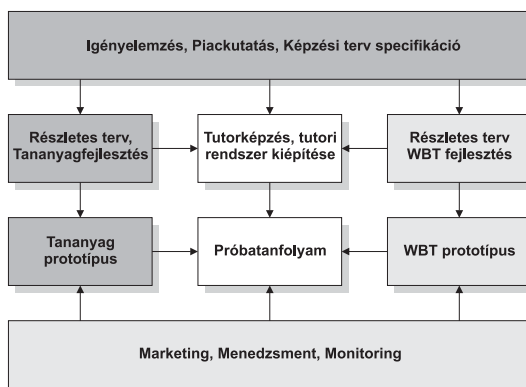 Igényelemzés, Piackutatás, Képzési terv specifikáció
Részletes terv,
Tananyagfejlesztés
Tutorképzés, tutori
rendszer kiépítése
Részletes terv
WBT fejlesztés
Tananyag
prototípus
Próbatanfolyam
WBT prototípus
Marketing, Menedzsment, Monitoring